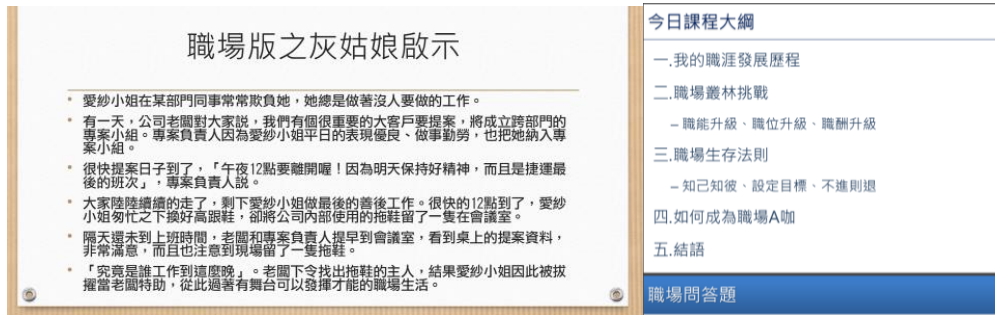 職場版之灰姑娘啟示
• 愛紗小姐在某部門同事常常欺負她，她總是做著沒人要做的工作。
• 有一天，公司老闆對大家說，我們有個很重要的大客戶要提案，將成立跨部門的
專案小組。專案負責人因為愛紗小姐平日的表現優良、做事勤勞，也把她納入專
案小組。
• 很快提案日子到了，「午夜12點要離開喔！因為明天保持好精神，而且是捷運最
後的班次」，專案負責人說。
• 大家陸陸續續的走了，剩下愛紗小姐做最後的善後工作。很快的12點到了，愛紗
小姐匆忙之下換好高跟鞋，卻將公司內部使用的拖鞋留了一隻在會議室。
• 隔天還未到上班時間，老闆和專案負責人提早到會議室，看到桌上的提案資料，
非常滿意，而且也注意到現場留了一隻拖鞋。
• 「究竟是誰工作到這麼晚」。老闆下令找出拖鞋的主人，結果愛紗小姐因此被拔
擢當老闆特助，從此過著有舞台可以發揮才能的職場生活。
今日課程大綱
一.我的職涯發展歷程
二.職場叢林挑戰
– 職能升級、職位升級、職酬升級
三.職場生存法則
– 知己知彼、設定目標、不進則退
四.如何成為職場A咖
五.結語
職場問答題